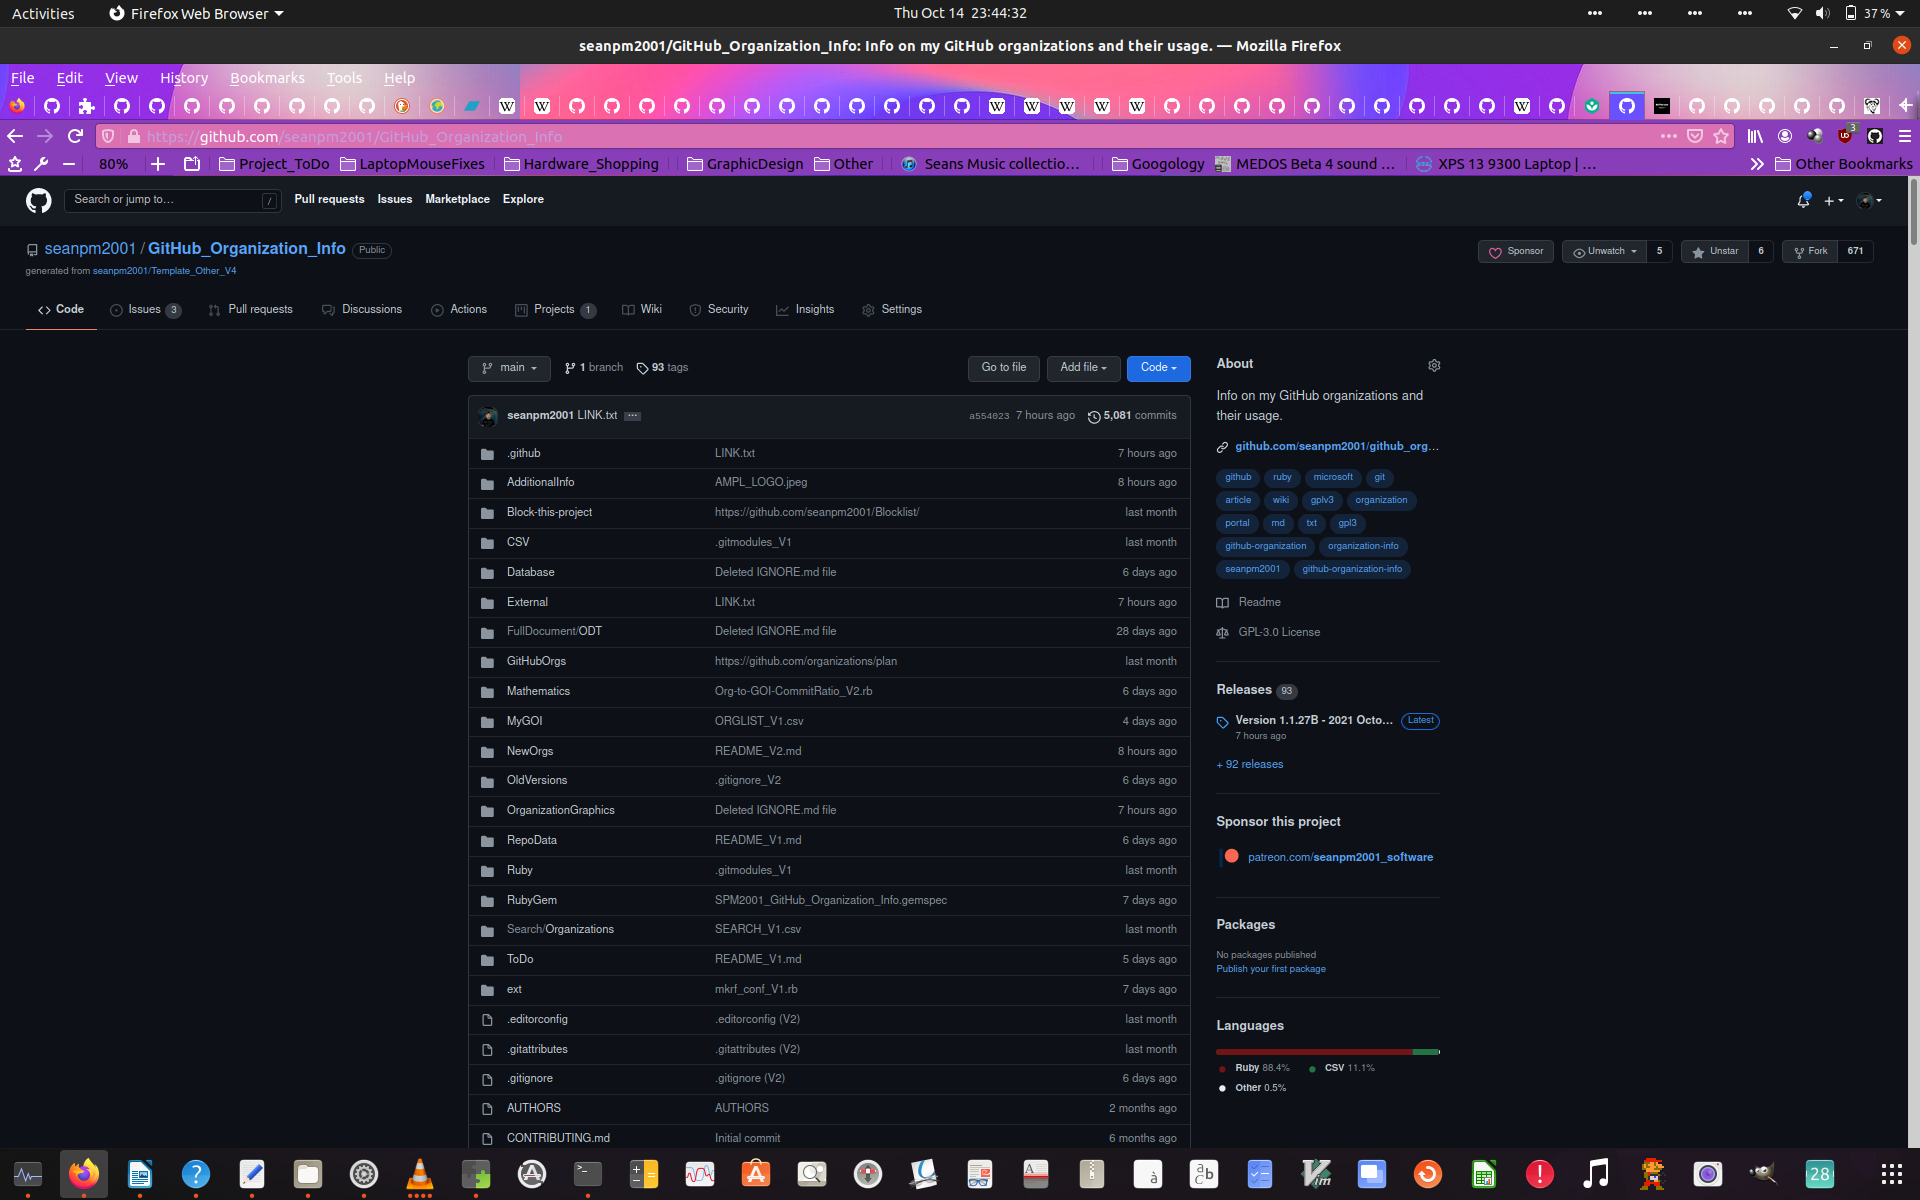 Activities Firefox Web Browser Thu Oct 14 23:44:32 37 %
seanpm2001/GitHub_Organization_Info: Info on my GitHub organizations and their usage. — Mozilla Firefox
File Edit View History Bookmarks Tools Help
https://github.com/seanpm2001/GitHub_Organization_Info 3
80% Project_ToDo LaptopMouseFixes Hardware_Shopping GraphicDesign Other Seans Music collectio… Googology MEDOS Beta 4 sound … XPS 13 9300 Laptop | … Other Bookmarks
Search or jump to… / Pull requests Issues Marketplace Explore
seanpm2001 / GitHub_Organization_Info Public Sponsor Unwatch 5 Unstar 6 Fork 671
generated from seanpm2001/Template_Other_V4
Code Issues 3 Pull requests Discussions Actions Projects 1 Wiki Security Insights Settings
main 1 branch 93 tags Go to file Add file Code
seanpm2001 LINK.txt a554023 7 hours ago 5,081 commits
.github LINK.txt 7 hours ago
AdditionalInfo AMPL_LOGO.jpeg 8 hours ago
Block-this-project https://github.com/seanpm2001/Blocklist/ last month
CSV .gitmodules_V1 last month
Database Deleted IGNORE.md file 6 days ago
External LINK.txt 7 hours ago
FullDocument/ODT Deleted IGNORE.md file 28 days ago
GitHubOrgs https://github.com/organizations/plan last month
Mathematics Org-to-GOI-CommitRatio_V2.rb 6 days ago
MyGOI ORGLIST_V1.csv 4 days ago
NewOrgs README_V2.md 8 hours ago
OldVersions .gitignore_V2 6 days ago
OrganizationGraphics Deleted IGNORE.md file 7 hours ago
RepoData README_V1.md 6 days ago
Ruby .gitmodules_V1 last month
RubyGem SPM2001_GitHub_Organization_Info.gemspec 7 days ago
Search/Organizations SEARCH_V1.csv last month
ToDo README_V1.md 5 days ago
ext mkrf_conf_V1.rb 7 days ago
.editorconfig .editorconfig (V2) last month
.gitattributes .gitattributes (V2) last month
.gitignore .gitignore (V2) 6 days ago
AUTHORS AUTHORS 2 months ago
CONTRIBUTING.md Initial commit 6 months ago
About
Info on my GitHub organizations and
their usage.
github.com/seanpm2001/github_org…
github ruby microsoft git
article wiki gplv3 organization
portal md txt gpl3
github-organization organization-info
seanpm2001 github-organization-info
Readme
GPL-3.0 License
Releases 93
Version 1.1.27B - 2021 Octo… Latest
7 hours ago
+ 92 releases
Sponsor this project
patreon.com/seanpm2001_software
Packages
No packages published
Publish your first package
Languages
Ruby 88.4% CSV 11.1%
Other 0.5%
28